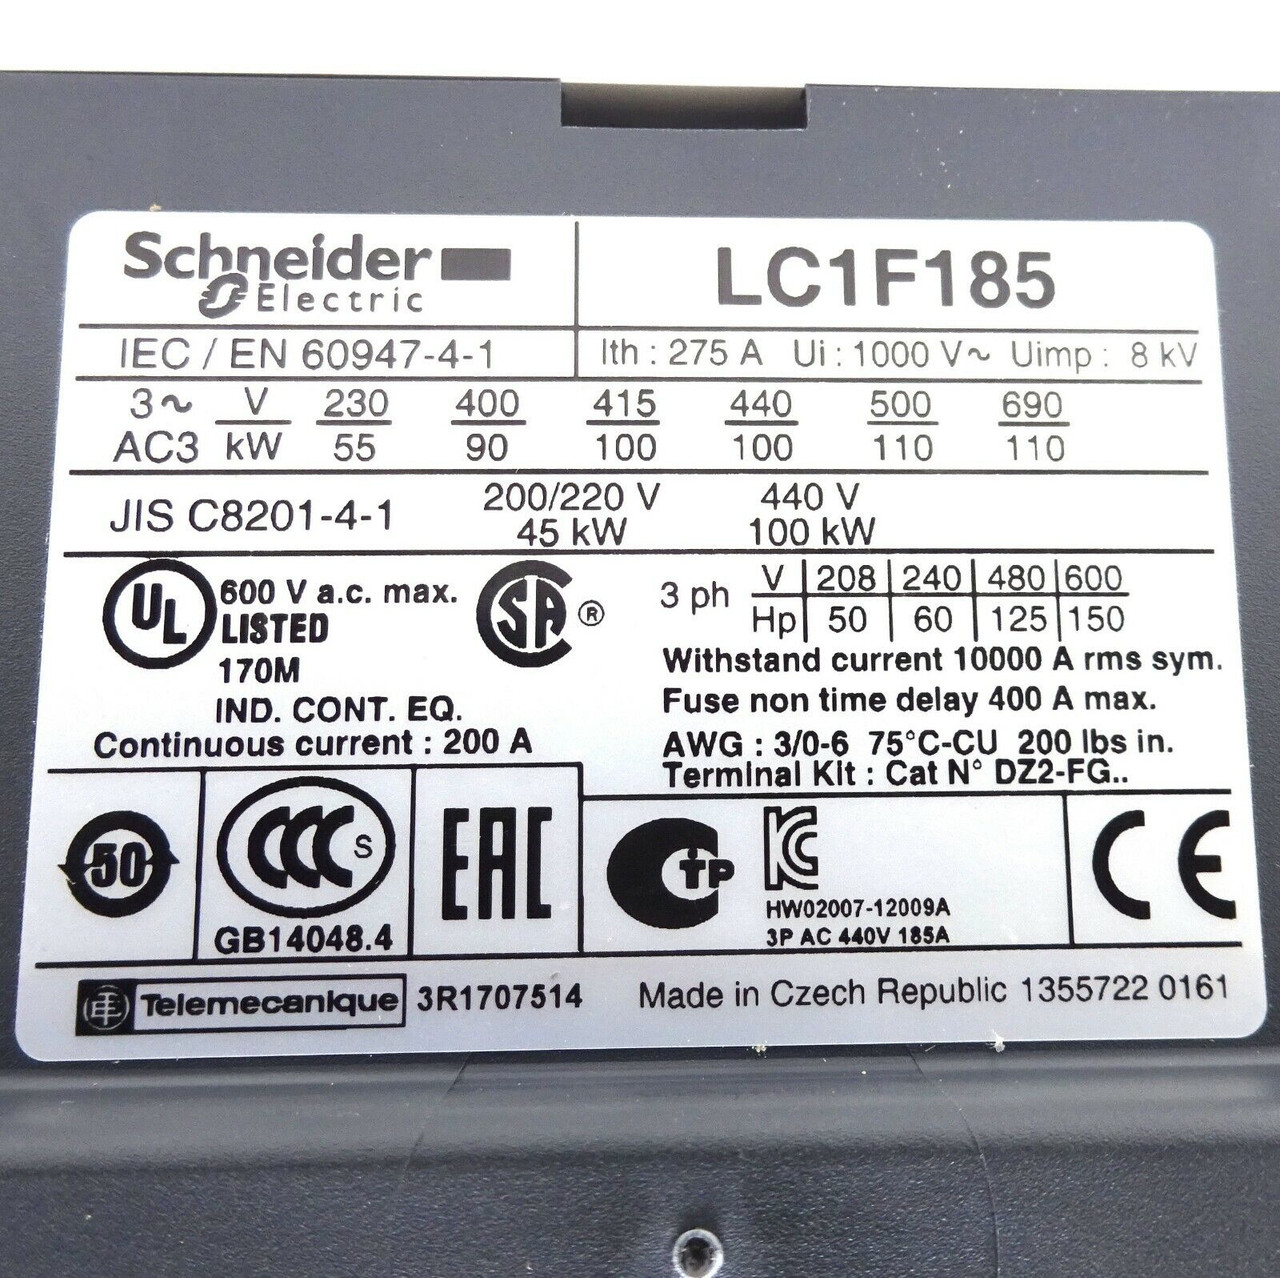 Schneider Electric
LC1F185
IEC / EN 60947-4-1
Ith : 275 A Ui : 1000 V~ Uimp : 8 kV
3~ V 230 400 415 440 500 690
AC3 kW 55 90 100 100 110 110
JIS C8201-4-1
200/220 V 440 V
45 kW 100 kW
UL
600 V a.c. max.
LISTED
170M
IND. CONT. EQ.
Continuous current : 200 A
SA ®
3 ph
V 208 240 480 600
Hp 50 60 125 150
Withstand current 10000 A rms sym.
Fuse non time delay 400 A max.
AWG : 3/0-6 75°C-CU 200 lbs in.
Terminal Kit : Cat N° DZ2-FG..
50
CCC S
GB14048.4
EAC
TP
KC
HW02007-12009A
3P AC 440V 185A
CE
TE Telemecanique
3R1707514
Made in Czech Republic 1355722 0161